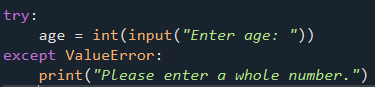 try:
    age = int(input("Enter age: "))
except ValueError:
    print("Please enter a whole number.")